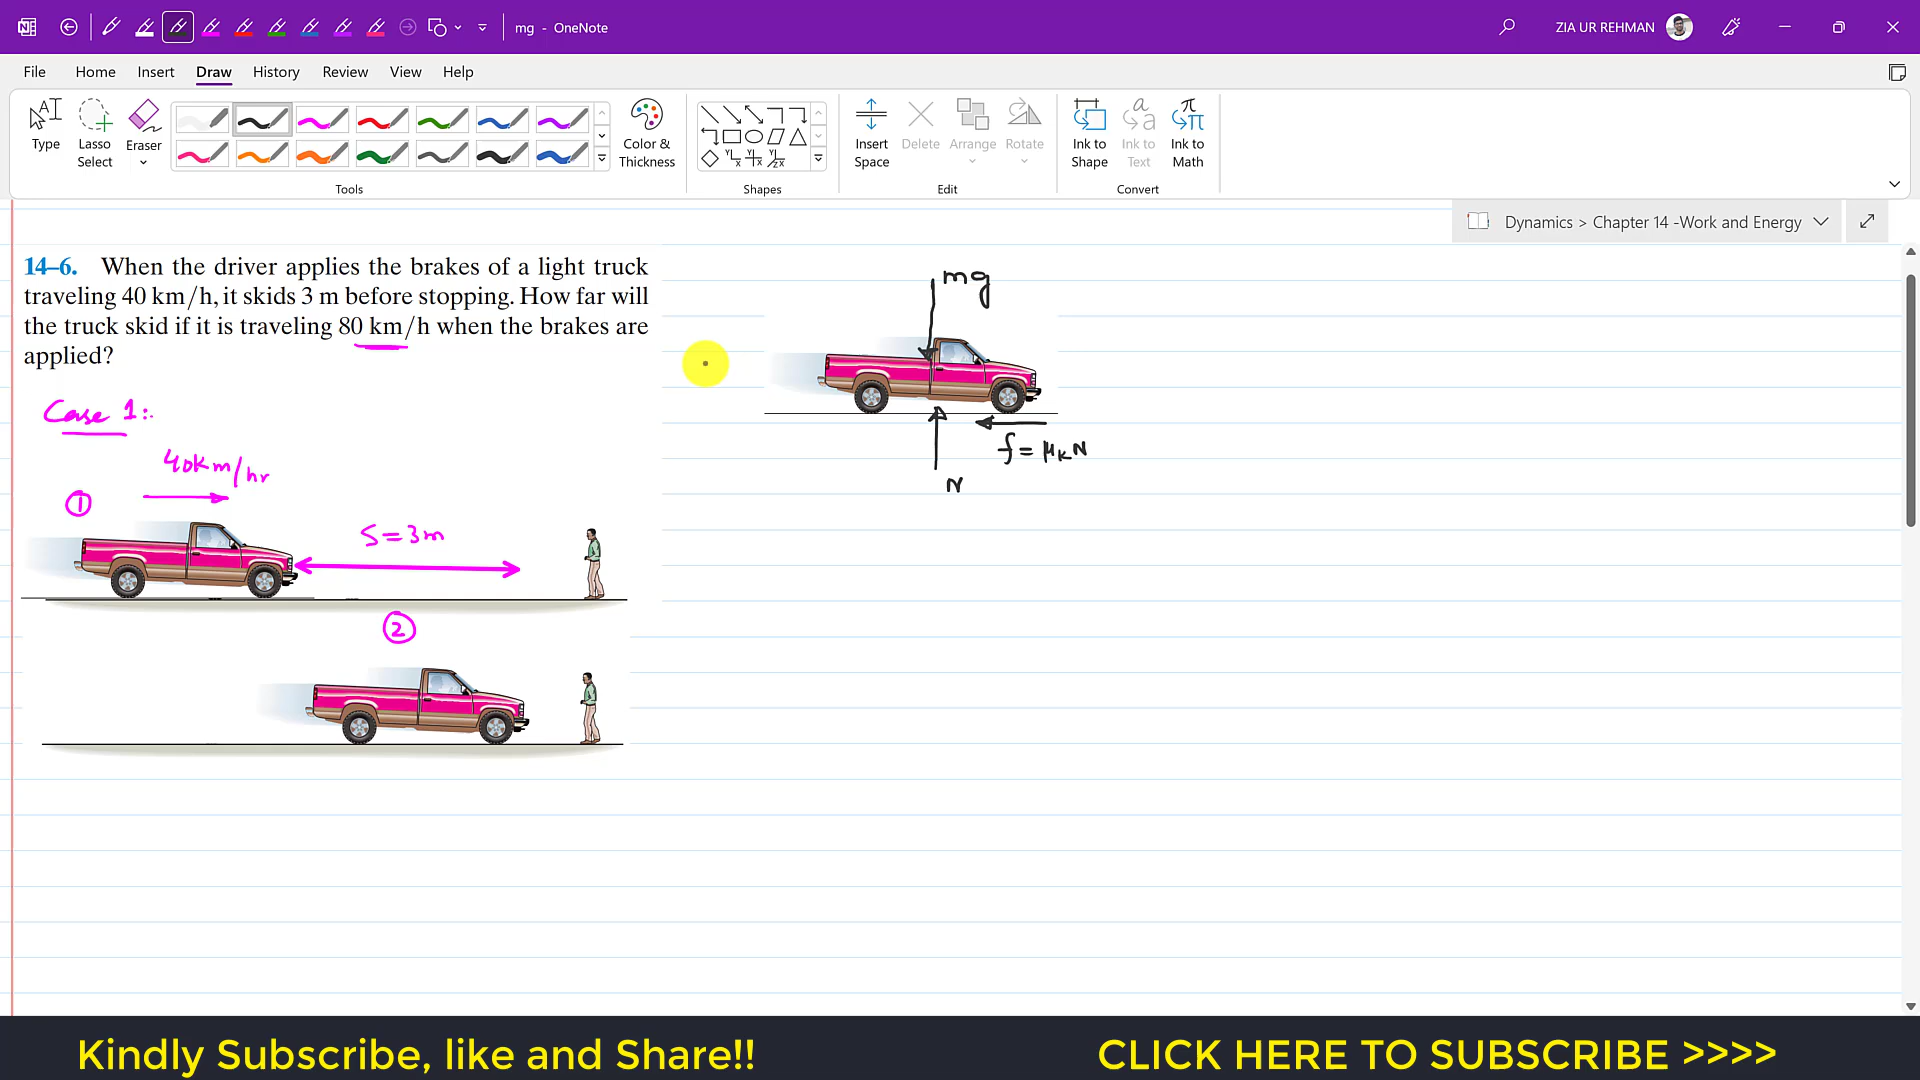 mg - OneNote
ZIA UR REHMAN
File Home Insert Draw History Review View Help
Type
Lasso Select
Eraser
Color & Thickness
Insert Space
Delete
Arrange
Rotate
Ink to Shape
Ink to Text
Ink to Math
Tools
Shapes
Edit
Convert
Dynamics > Chapter 14 -Work and Energy
14–6. When the driver applies the brakes of a light truck
traveling 40 km/h, it skids 3 m before stopping. How far will
the truck skid if it is traveling 80 km/h when the brakes are
applied?
mg
f = μk N
N
Case 1:.
40km/hr
1
S = 3m
2
Kindly Subscribe, like and Share!!
CLICK HERE TO SUBSCRIBE >>>>